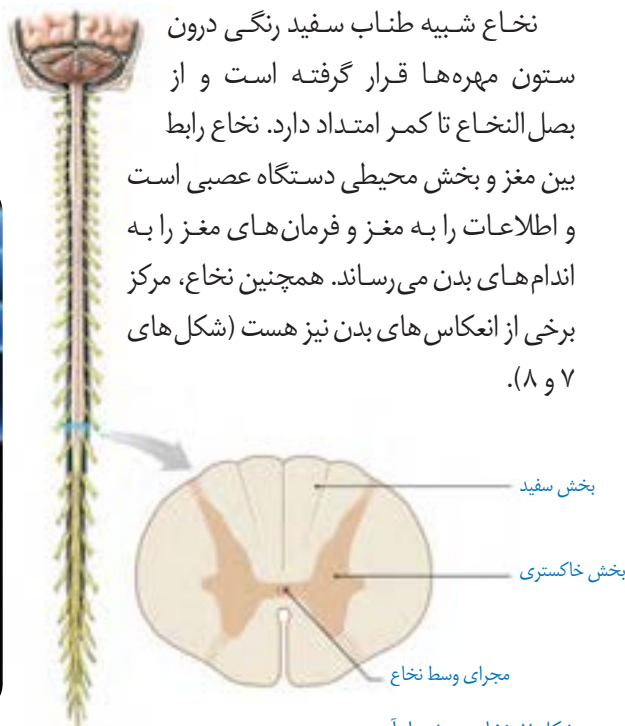 نخاع شبیه طناب سفید رنگی درون
ستون مهره‌ها قرار گرفته است و از
بصل‌النخاع تا کمر امتداد دارد. نخاع رابط
بین مغز و بخش محیطی دستگاه عصبی است
و اطلاعات را به مغز و فرمان‌های مغز را به
اندام‌های بدن می‌رساند. همچنین نخاع، مرکز
برخی از انعکاس‌های بدن نیز هست (شکل‌های
۷ و ۸).
بخش سفید
بخش خاکستری
مجرای وسط نخاع